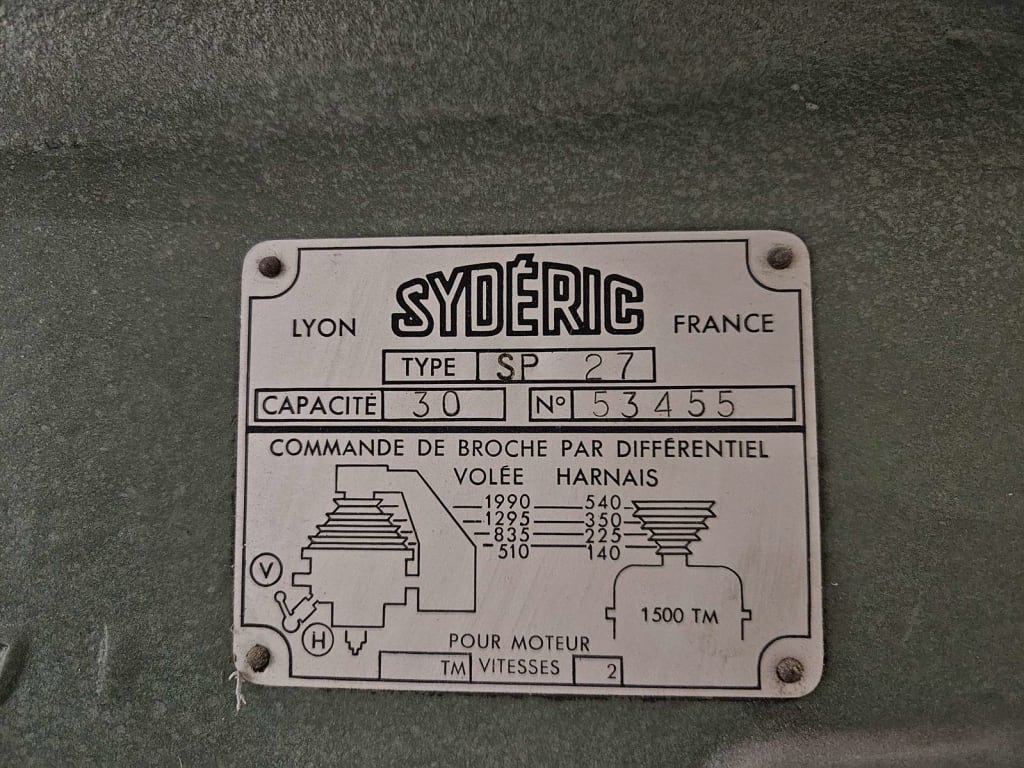 SYDÉRIC
LYON FRANCE
TYPE SP 27
CAPACITÉ 30 Nº 53455
COMMANDE DE BROCHE PAR DIFFÉRENTIEL
VOLÉE HARNAIS
1990 540
1295 350
835 225
510 140
V
H
1500 TM
POUR MOTEUR
TM VITESSES 2